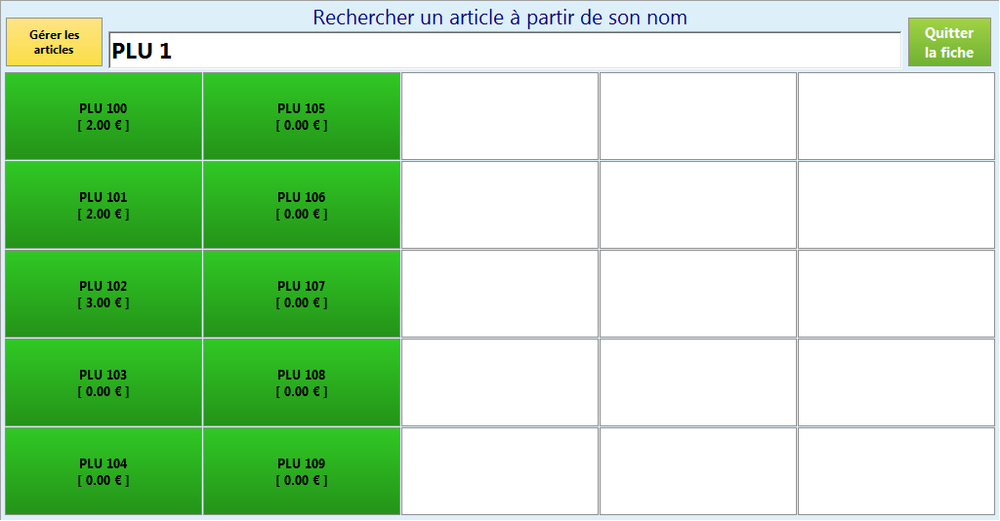 Rechercher un article à partir de son nom
Gérer les
articles
PLU 1
Quitter
la fiche
PLU 100
[ 2.00 € ]
PLU 105
[ 0.00 € ]
PLU 101
[ 2.00 € ]
PLU 106
[ 0.00 € ]
PLU 102
[ 3.00 € ]
PLU 107
[ 0.00 € ]
PLU 103
[ 0.00 € ]
PLU 108
[ 0.00 € ]
PLU 104
[ 0.00 € ]
PLU 109
[ 0.00 € ]